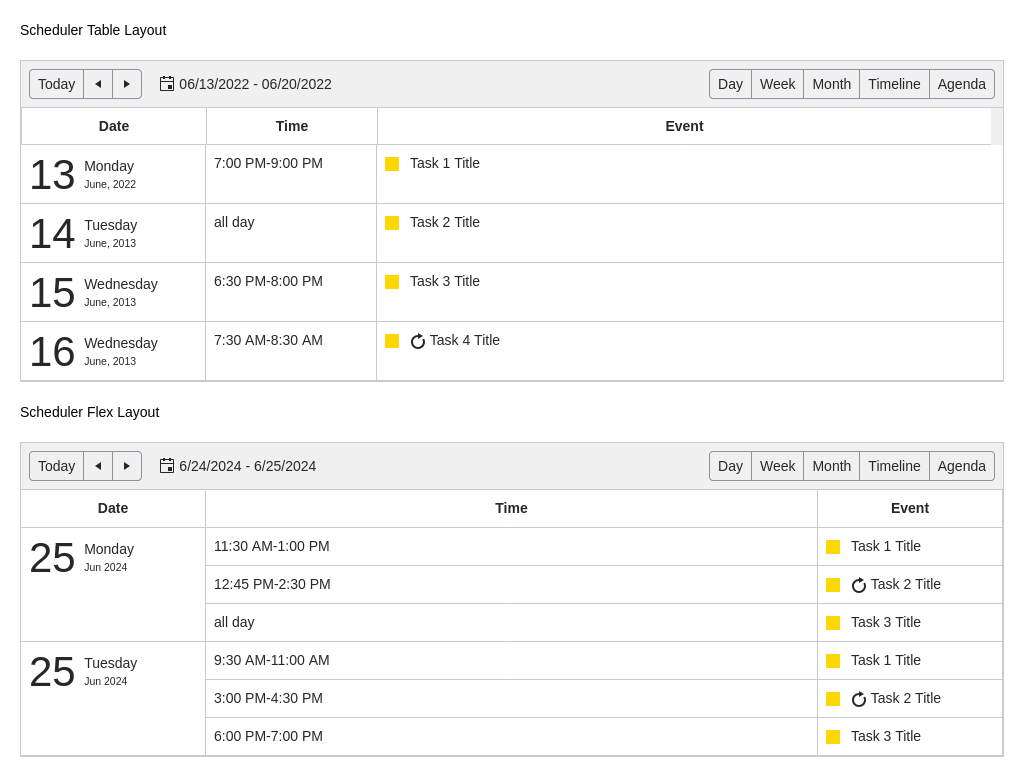 Scheduler Table Layout
Today 06/13/2022 - 06/20/2022 Day Week Month Timeline Agenda
Date Time Event
13 Monday 7:00 PM-9:00 PM Task 1 Title
June, 2022
14 Tuesday all day Task 2 Title
June, 2013
15 Wednesday 6:30 PM-8:00 PM Task 3 Title
June, 2013
16 Wednesday 7:30 AM-8:30 AM Task 4 Title
June, 2013
Scheduler Flex Layout
Today 6/24/2024 - 6/25/2024 Day Week Month Timeline Agenda
Date Time Event
25 Monday 11:30 AM-1:00 PM Task 1 Title
Jun 2024
12:45 PM-2:30 PM Task 2 Title
all day Task 3 Title
25 Tuesday 9:30 AM-11:00 AM Task 1 Title
Jun 2024
3:00 PM-4:30 PM Task 2 Title
6:00 PM-7:00 PM Task 3 Title